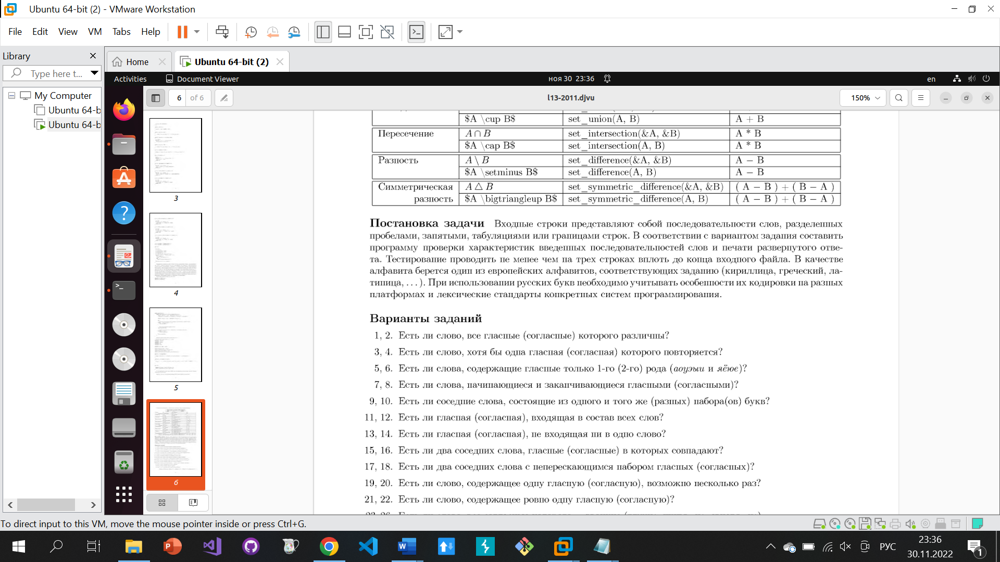 Ubuntu 64-bit (2) - VMware Workstation
File Edit View VM Tabs Help
Library
Type here t...
My Computer
Ubuntu 64-b
Ubuntu 64-b
Home
Ubuntu 64-bit (2)
Activities
Document Viewer
ноя 30 23:36
en
6 of 6
l13-2011.djvu
150%
3
4
5
6
$A \cup B$ set_union(A, B) A + B
Пересечение A ∩ B set_intersection(&A, &B) A * B
$A \cap B$ set_intersection(A, B) A * B
Разность A \ B set_difference(&A, &B) A − B
$A \setminus B$ set_difference(A, B) A − B
Симметрическая A △ B set_symmetric_difference(&A, &B) ( A − B ) + ( B − A )
разность $A \bigtriangleup B$ set_symmetric_difference(A, B) ( A − B ) + ( B − A )
Постановка задачи Входные строки представляют собой последовательности слов, разделенных
пробелами, запятыми, табуляциями или границами строк. В соответствии с вариантом задания составить
программу проверки характеристик введенных последовательностей слов и печати развернутого отве-
та. Тестирование проводить не менее чем на трех строках вплоть до конца входного файла. В качестве
алфавита берется один из европейских алфавитов, соответствующих заданию (кириллица, греческий, ла-
тиница, . . . ). При использовании русских букв необходимо учитывать особенности их кодировки на разных
платформах и лексические стандарты конкретных систем программирования.
Варианты заданий
1, 2. Есть ли слово, все гласные (согласные) которого различны?
3, 4. Есть ли слово, хотя бы одна гласная (согласная) которого повторяется?
5, 6. Есть ли слова, содержащие гласные только 1-го (2-го) рода (аоуэыи и яёюе)?
7, 8. Есть ли слова, начинающиеся и заканчивающиеся гласными (согласными)?
9, 10. Есть ли соседние слова, состоящие из одного и того же (разных) набора(ов) букв?
11, 12. Есть ли гласная (согласная), входящая в состав всех слов?
13, 14. Есть ли гласная (согласная), не входящая ни в одно слово?
15, 16. Есть ли два соседних слова, гласные (согласные) в которых совпадают?
17, 18. Есть ли два соседних слова с неперескающимся набором гласных (согласных)?
19, 20. Есть ли слово, содержащее одну гласную (согласную), возможно несколько раз?
21, 22. Есть ли слово, содержащее ровно одну гласную (согласную)?
To direct input to this VM, move the mouse pointer inside or press Ctrl+G.
РУС
23:36
30.11.2022
1